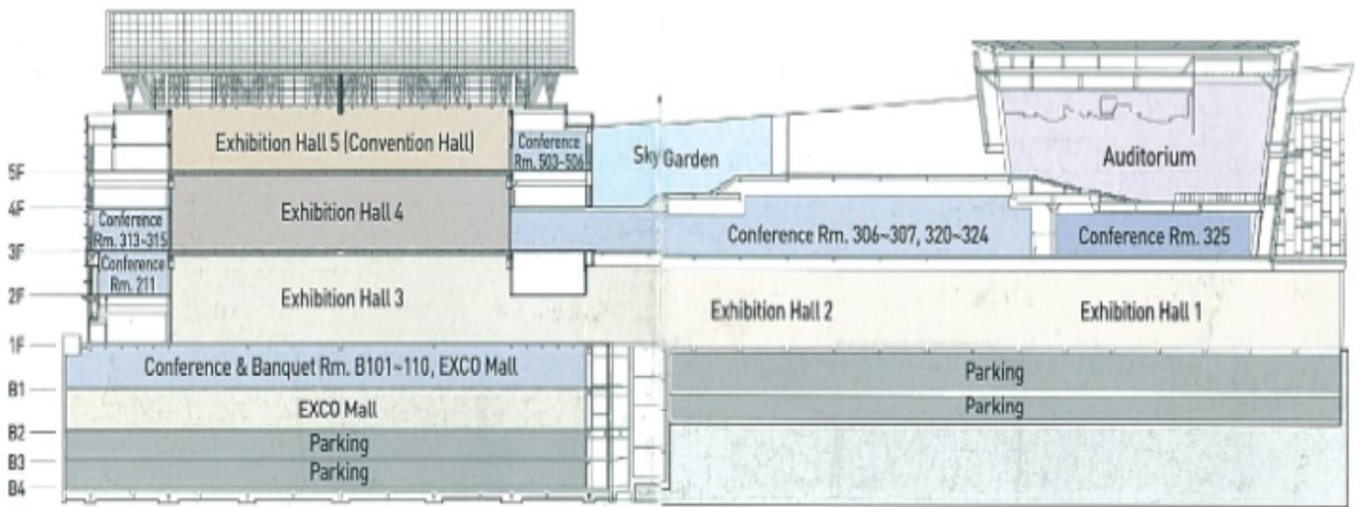 Exhibition Hall 5 (Convention Hall)
Conference
Rm. 503~506
Sky Garden
Auditorium
5F
Exhibition Hall 4
4F
Conference
Rm. 313~315
Conference Rm. 306~307, 320~324
Conference Rm. 325
3F
Conference
Rm. 211
Exhibition Hall 3
Exhibition Hall 2
Exhibition Hall 1
2F
1F
Conference & Banquet Rm. B101~110, EXCO Mall
Parking
B1
EXCO Mall
Parking
B2
Parking
B3
Parking
B4